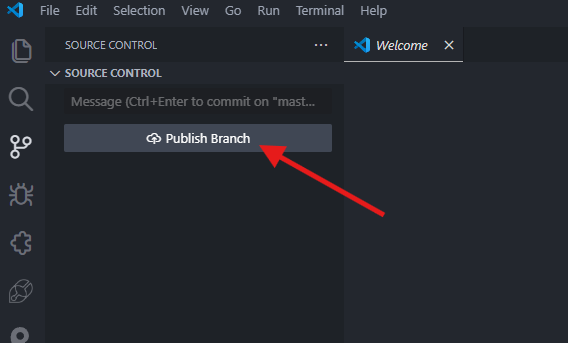 File Edit Selection View Go Run Terminal Help
SOURCE CONTROL ...
Welcome
SOURCE CONTROL
Message (Ctrl+Enter to commit on "mast...
Publish Branch